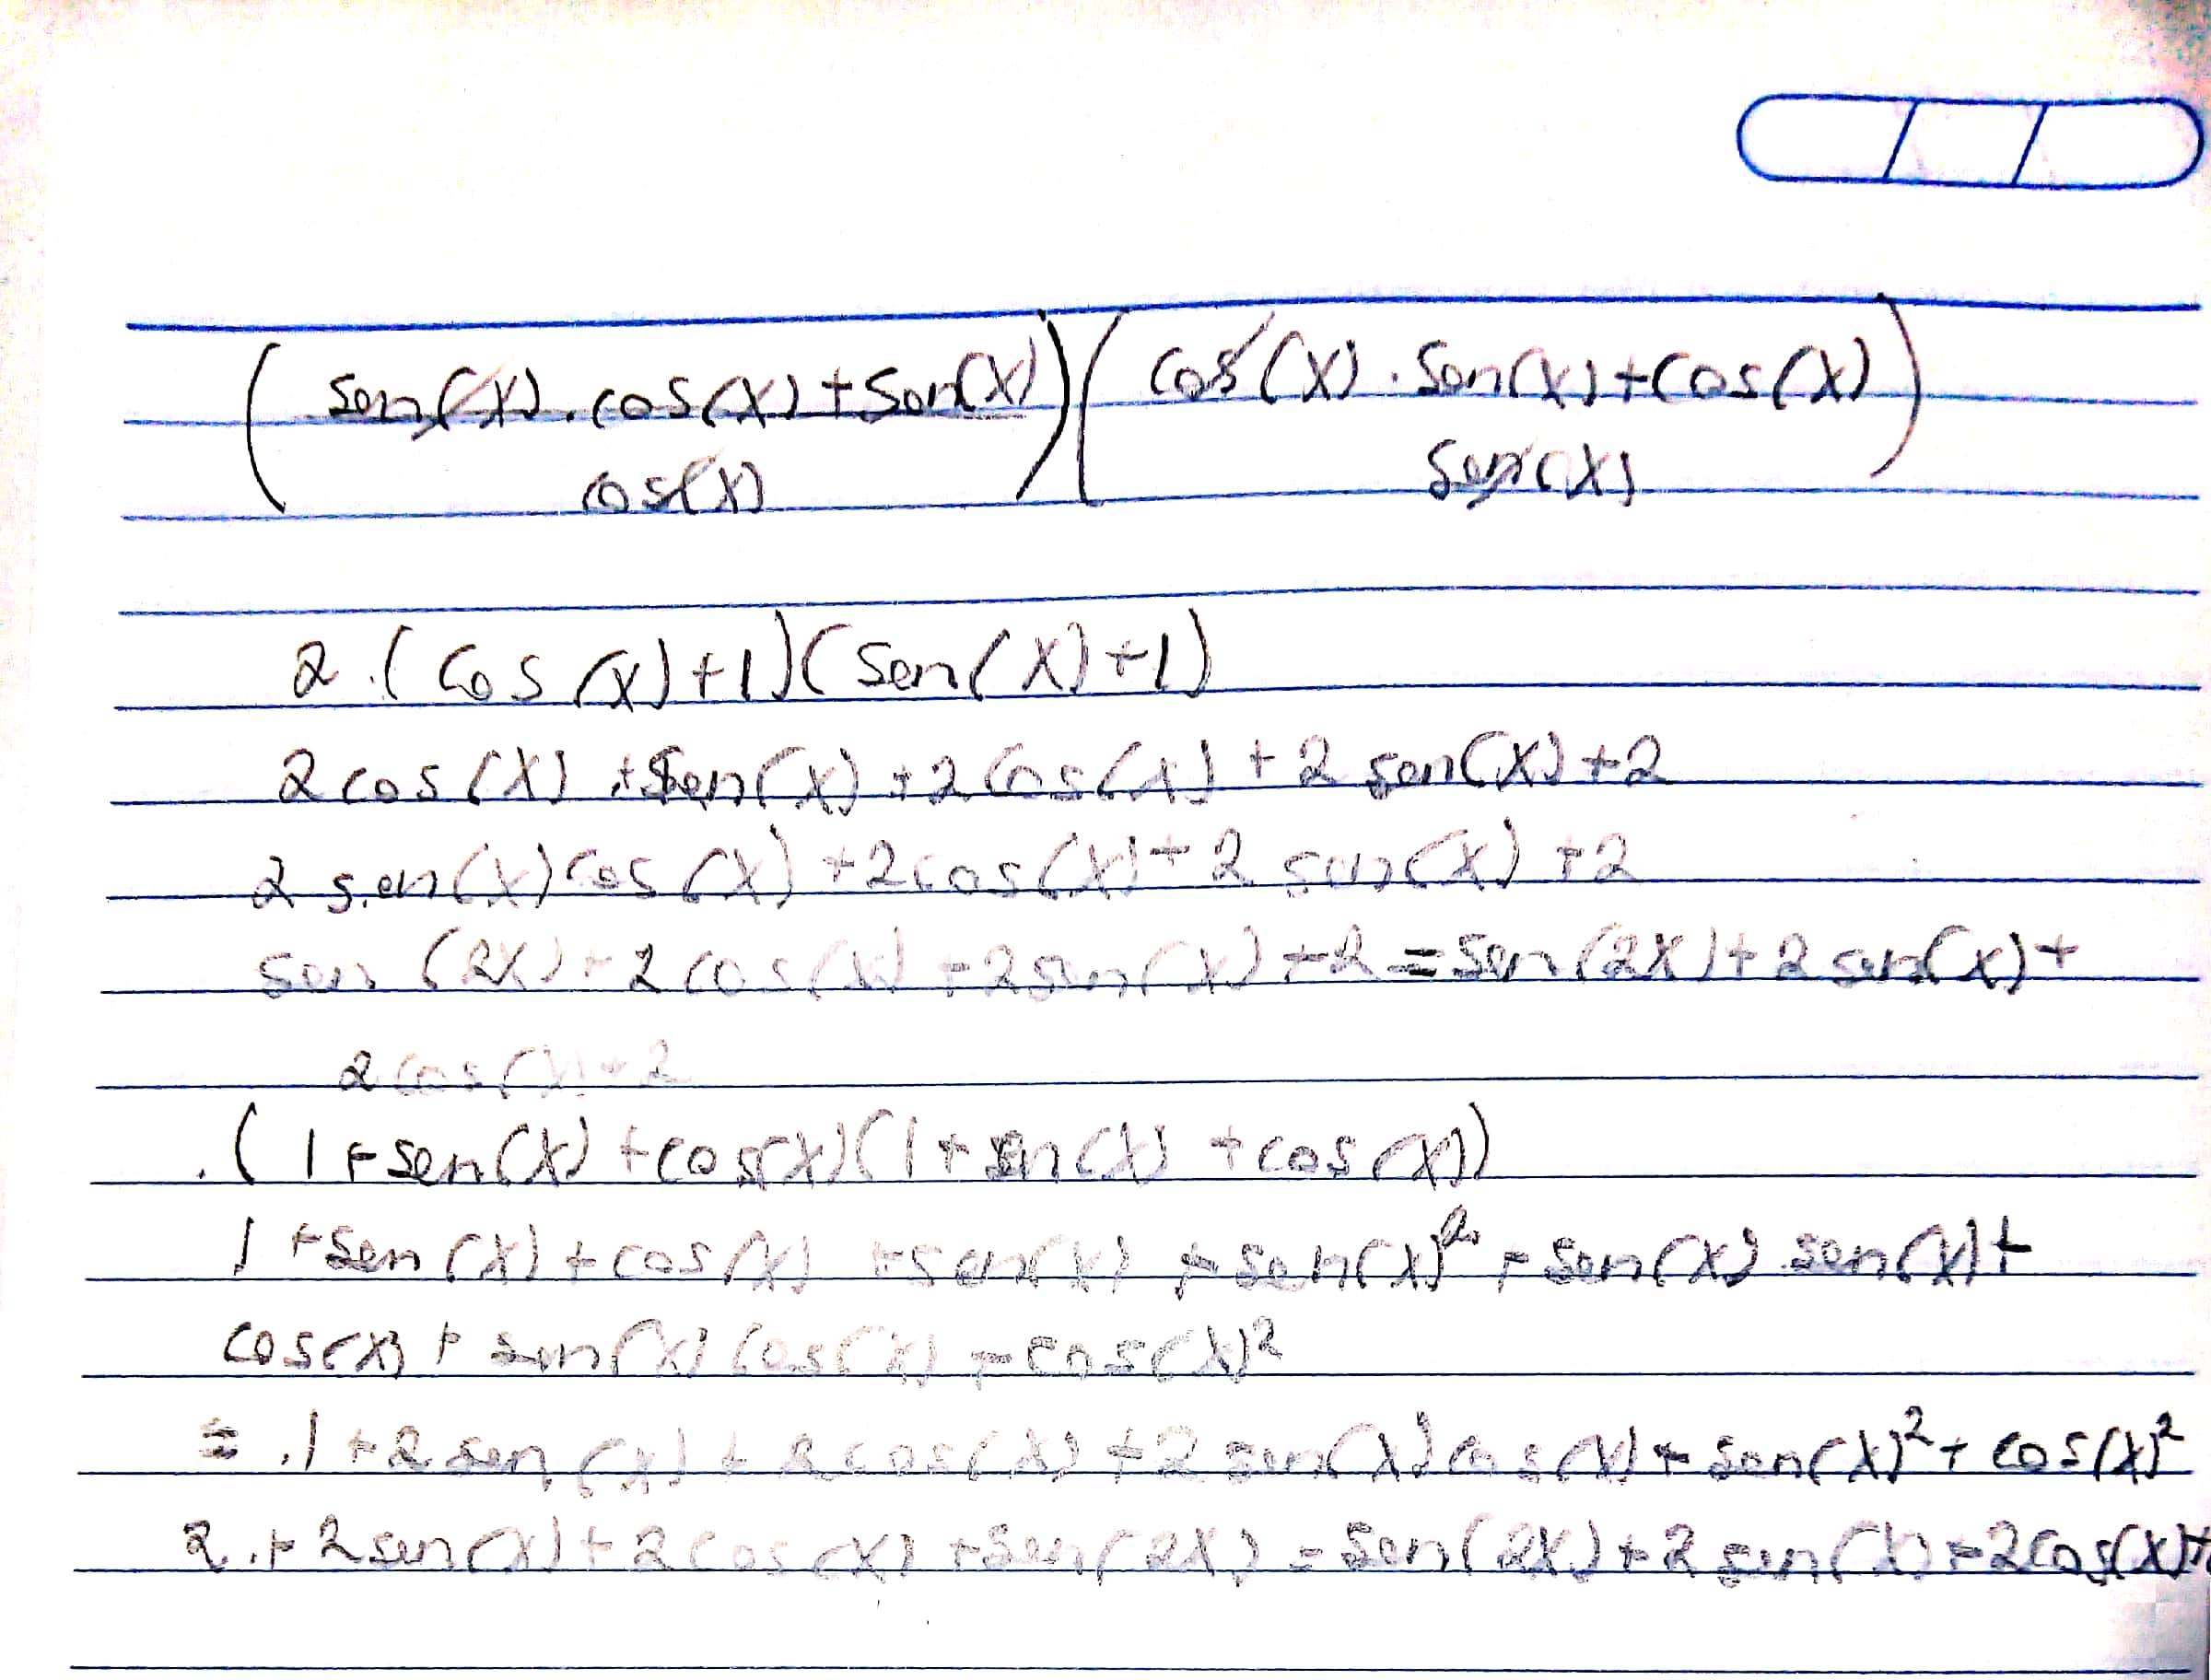 (sen(x).cos(x)+sen(x))(cos(x).sen(x)+cos(x))
cos(x) sen(x)
2.(cos(x)+1)(sen(x)+1)
2cos(x)+sen(x)+2cos(x)+2sen(x)+2
2sen(x)cos(x)+2cos(x)+2sen(x)+2
sen(2x)+2cos(x)+2sen(x)+2=sen(2x)+2sen(x)+
2cos(x)+2
.(1+sen(x)+cos(x)(1+sen(x)+cos(x))
1+sen(x)+cos(x)+sen(x)+sen(x)²+sen(x)sen(x)+
cos(x)+sen(x)cos(x)+cos(x)²
=.1+2sen(x)+2cos(x)+2sen(x)cos(x)+sen(x)²+cos(x)²
2.+2sen(x)+2cos(x)+sen(2x)=sen(2x)+2sen(x)+2cos(x)+